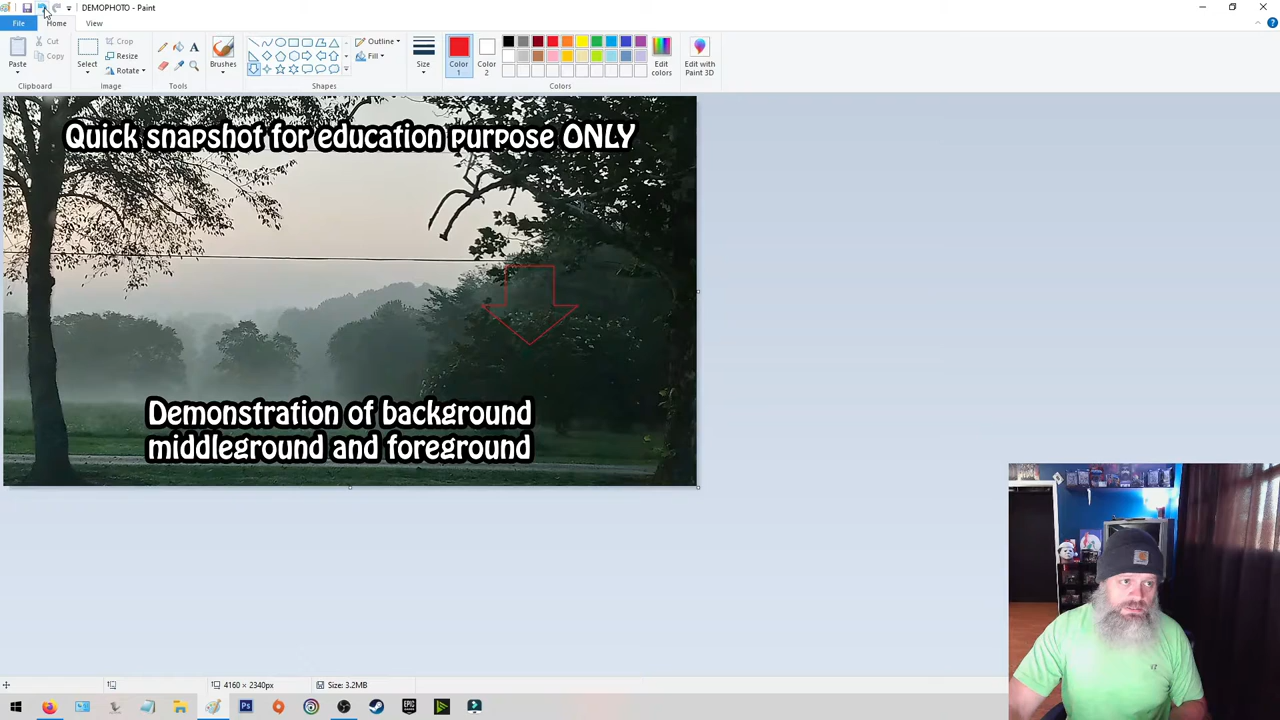 DEMOPHOTO - Paint
File Home View
Paste
Cut
Copy
Clipboard
Select
Crop
Resize
Rotate
Image
Tools
Brushes
Outline
Fill
Shapes
Size
Color 1
Color 2
Edit colors
Colors
Edit with Paint 3D
Quick snapshot for education purpose ONLY
Demonstration of background
middleground and foreground
4160 × 2340px
Size: 3.2MB
Ps
EPIC